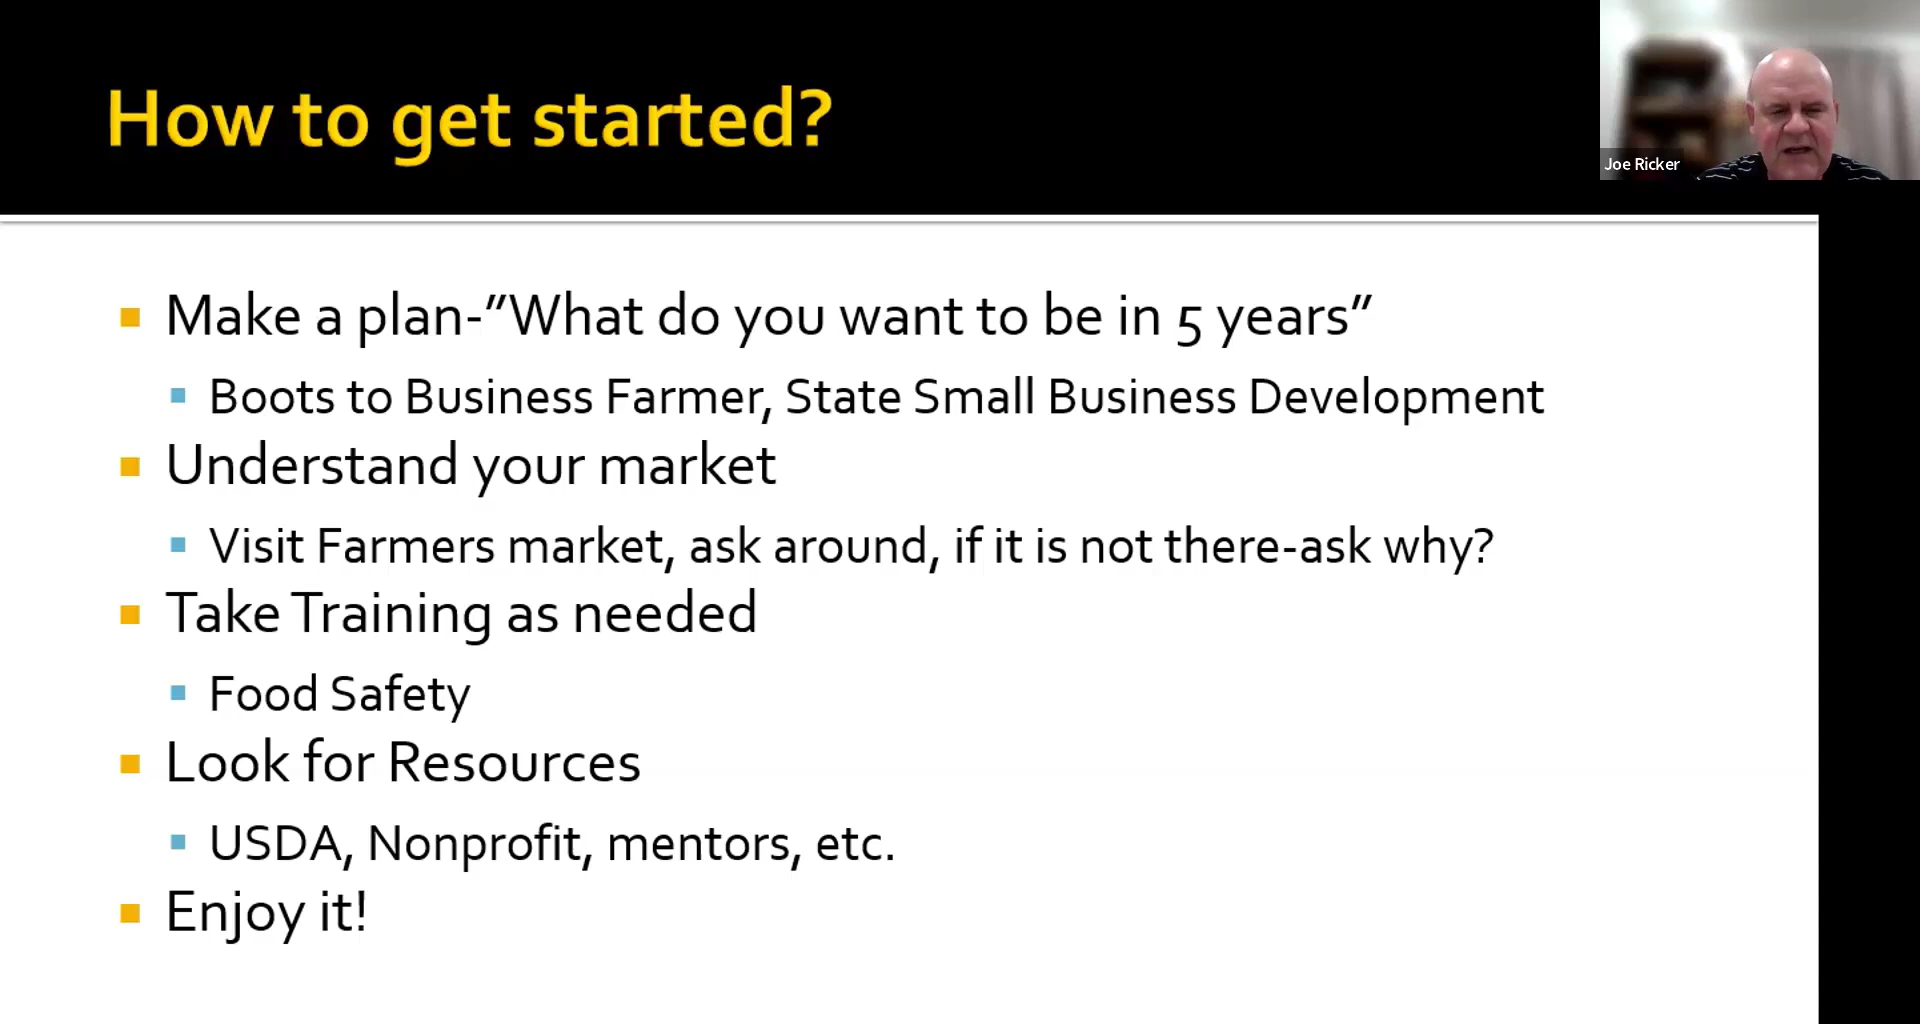 How to get started?
Joe Ricker
Make a plan-”What do you want to be in 5 years”
Boots to Business Farmer, State Small Business Development
Understand your market
Visit Farmers market, ask around, if it is not there-ask why?
Take Training as needed
Food Safety
Look for Resources
USDA, Nonprofit, mentors, etc.
Enjoy it!